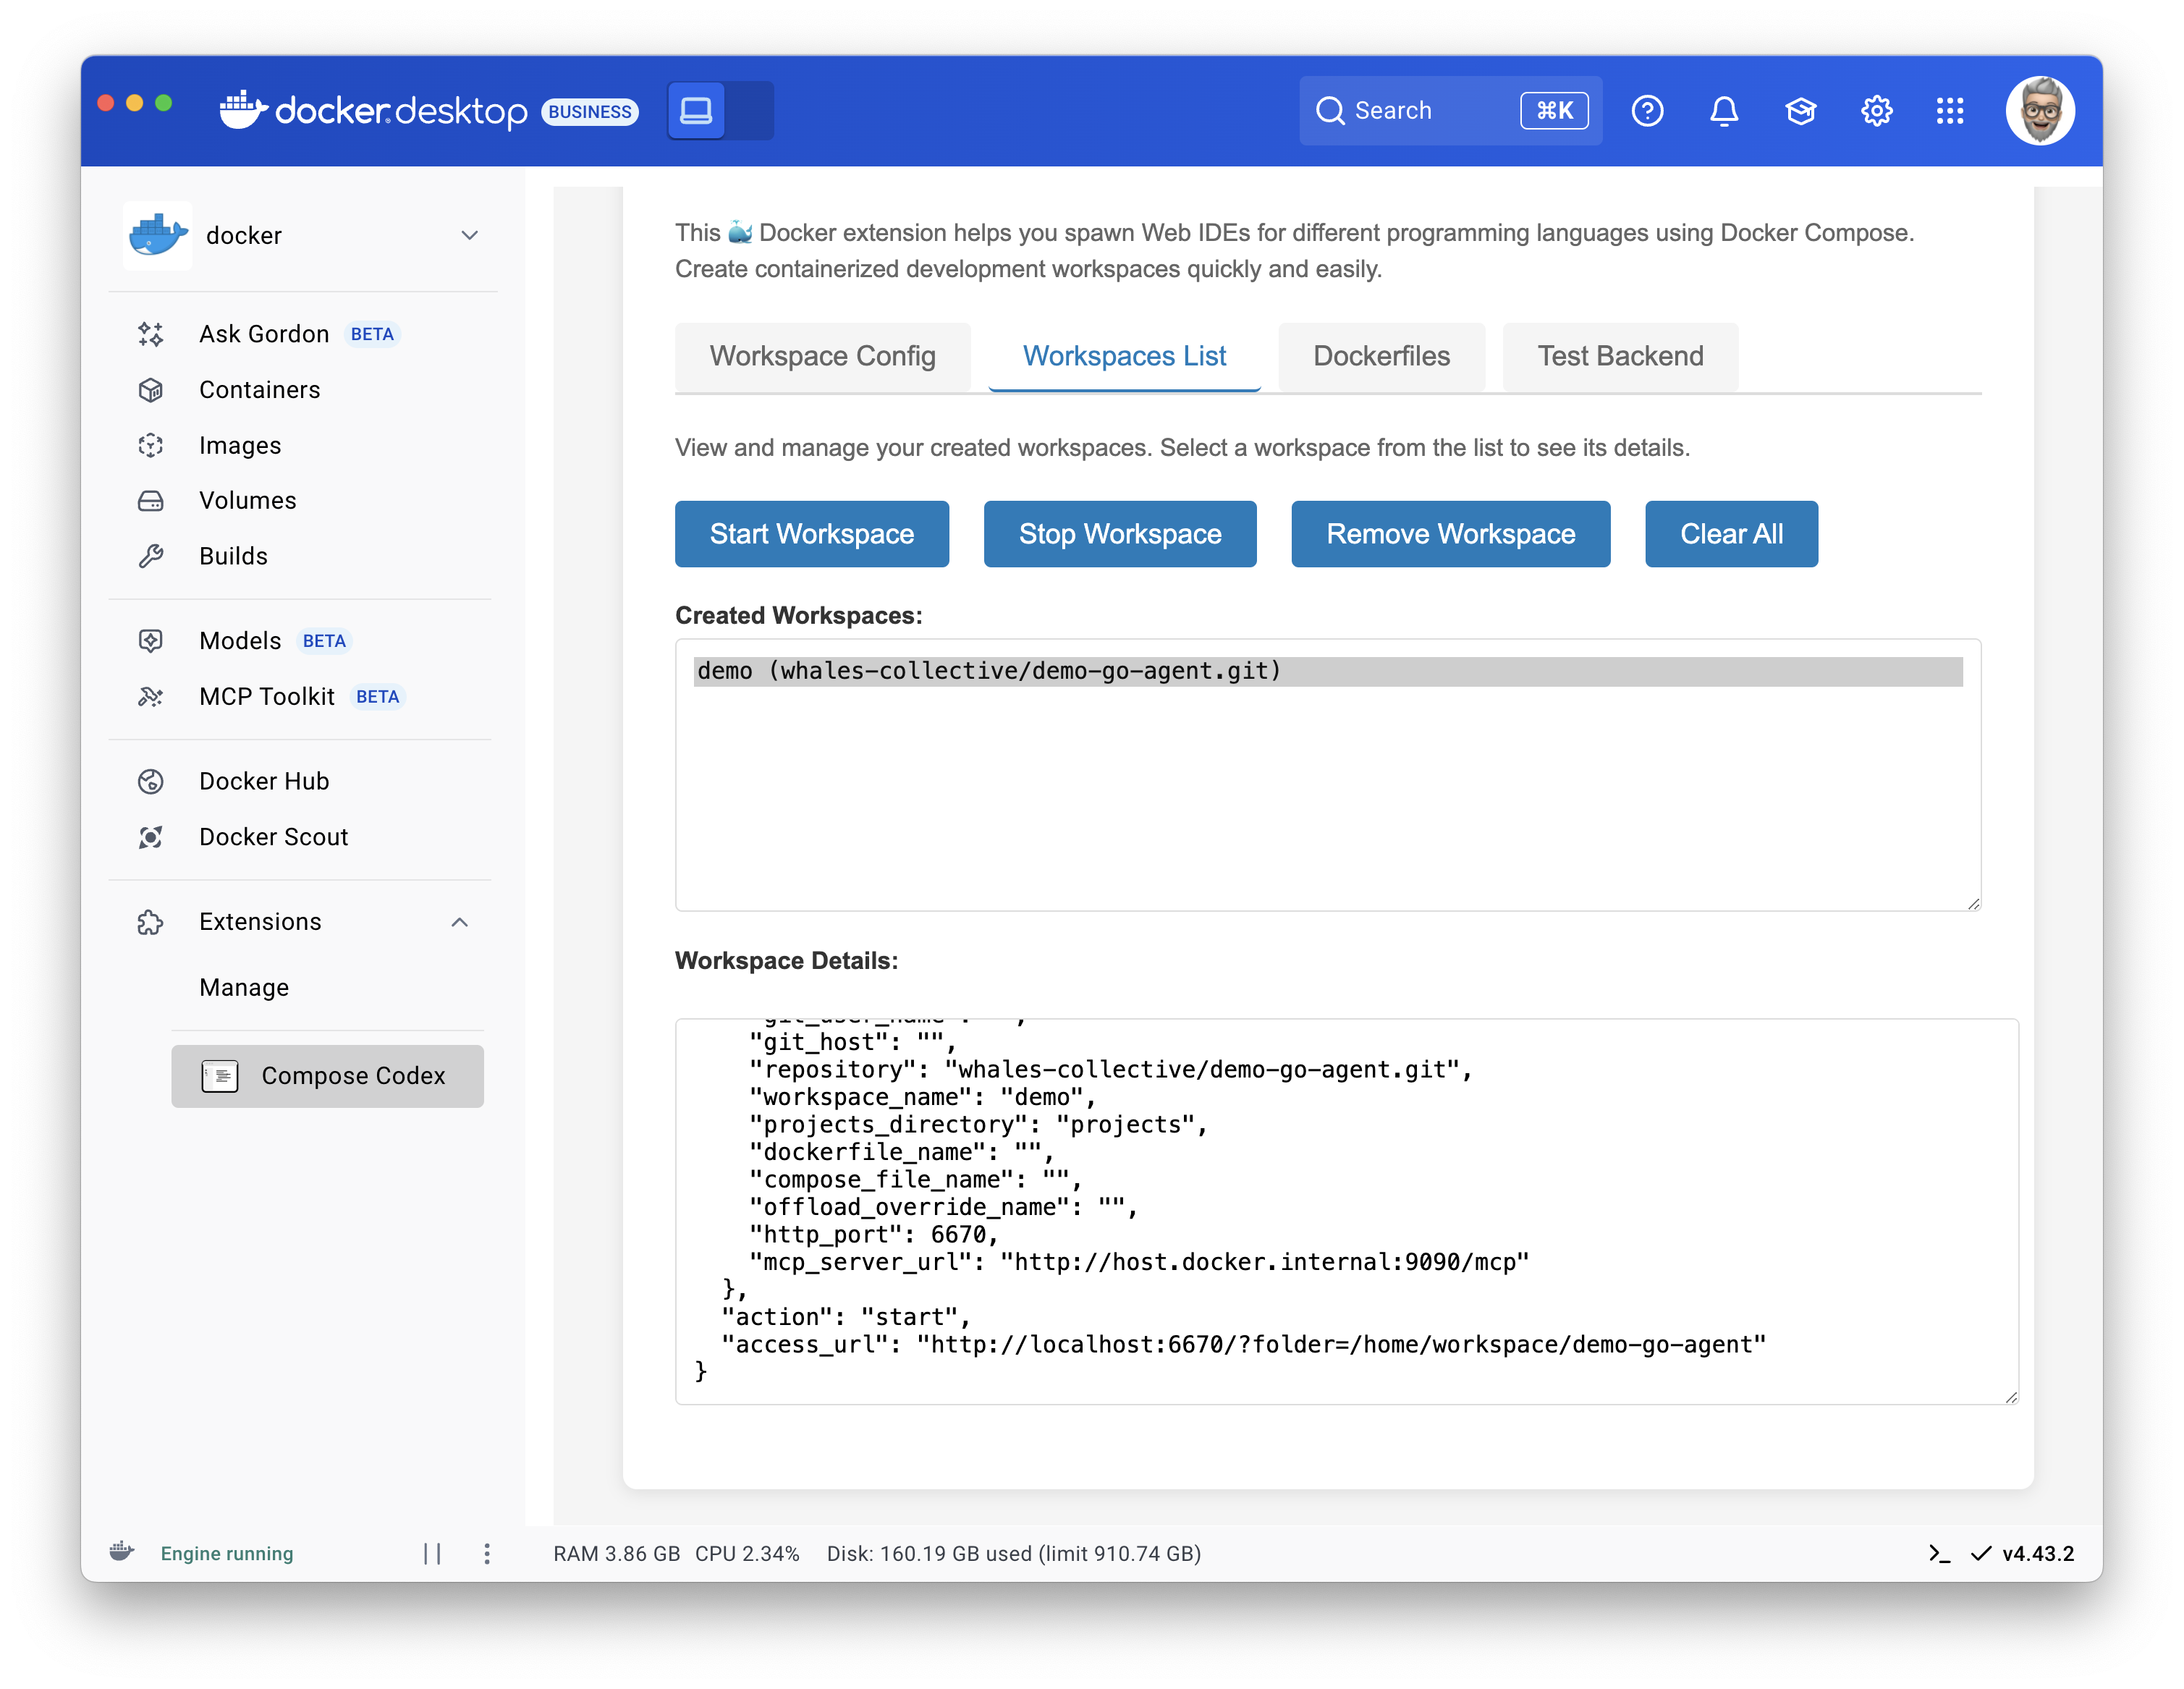 docker desktop BUSINESS
Search ⌘K
docker
Ask Gordon BETA
Containers
Images
Volumes
Builds
Models BETA
MCP Toolkit BETA
Docker Hub
Docker Scout
Extensions
Manage
Compose Codex
This 🐳 Docker extension helps you spawn Web IDEs for different programming languages using Docker Compose.
Create containerized development workspaces quickly and easily.
Workspace Config Workspaces List Dockerfiles Test Backend
View and manage your created workspaces. Select a workspace from the list to see its details.
Start Workspace Stop Workspace Remove Workspace Clear All
Created Workspaces:
demo (whales-collective/demo-go-agent.git)
Workspace Details:
"git_user_name": "",
"git_host": "",
"repository": "whales-collective/demo-go-agent.git",
"workspace_name": "demo",
"projects_directory": "projects",
"dockerfile_name": "",
"compose_file_name": "",
"offload_override_name": "",
"http_port": 6670,
"mcp_server_url": "http://host.docker.internal:9090/mcp"
},
"action": "start",
"access_url": "http://localhost:6670/?folder=/home/workspace/demo-go-agent"
}
Engine running
RAM 3.86 GB CPU 2.34% Disk: 160.19 GB used (limit 910.74 GB)
>_ ✓ v4.43.2